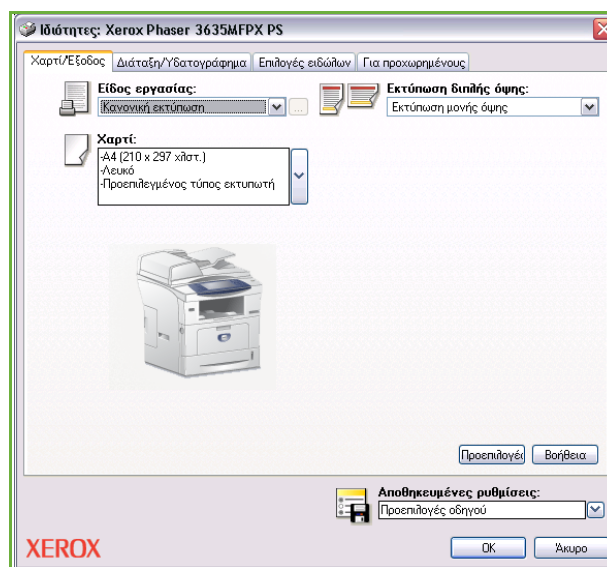 Ιδιότητες: Xerox Phaser 3635MFPX PS
Χαρτί/Έξοδος Διάταξη/Υδατογράφημα Επιλογές ειδώλων Για προχωρημένους
Είδος εργασίας:
Κανονική εκτύπωση
...
Εκτύπωση διπλής όψης:
Εκτύπωση μονής όψης
Χαρτί:
-A4 (210 x 297 χλστ.)
-Λευκό
-Προεπιλεγμένος τύπος εκτυπωτή
Προεπιλογές Βοήθεια
Αποθηκευμένες ρυθμίσεις:
Προεπιλογές οδηγού
XEROX
OK Άκυρο